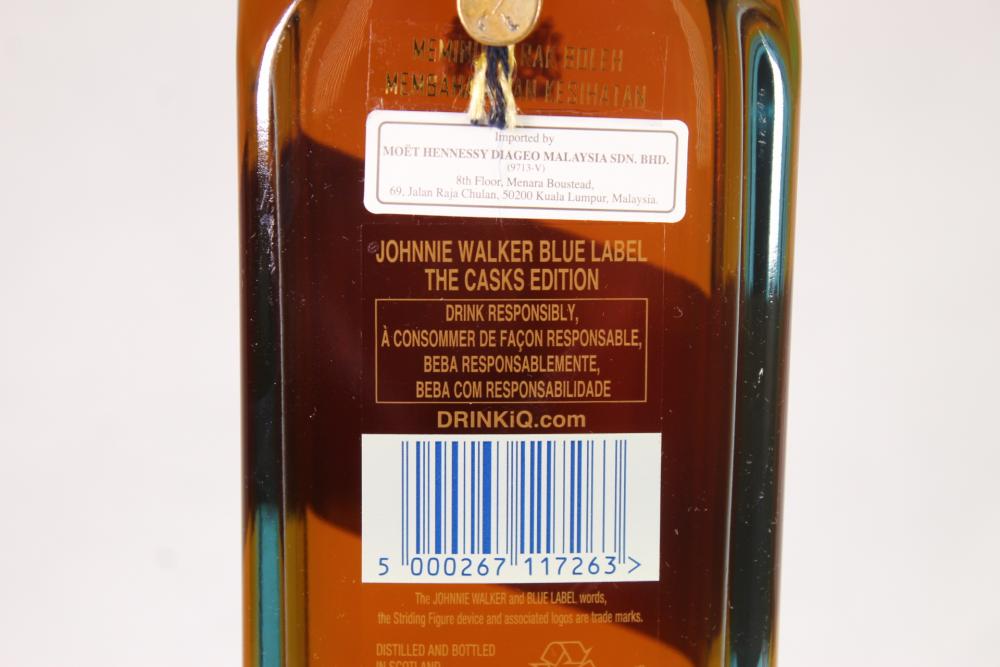 BOLEH
KESIHATAN
Imported by
MOËT HENNESSY DIAGEO MALAYSIA SDN. BHD.
(9713-V)
8th Floor, Menara Boustead,
69, Jalan Raja Chulan, 50200 Kuala Lumpur, Malaysia.
JOHNNIE WALKER BLUE LABEL
THE CASKS EDITION
DRINK RESPONSIBLY,
À CONSOMMER DE FAÇON RESPONSABLE,
BEBA RESPONSABLEMENTE,
BEBA COM RESPONSABILIDADE
DRINKiQ.com
5 000267 117263 >
The JOHNNIE WALKER and BLUE LABEL words,
the Striding Figure device and associated logos are trade marks.
DISTILLED AND BOTTLED
IN SCOTLAND